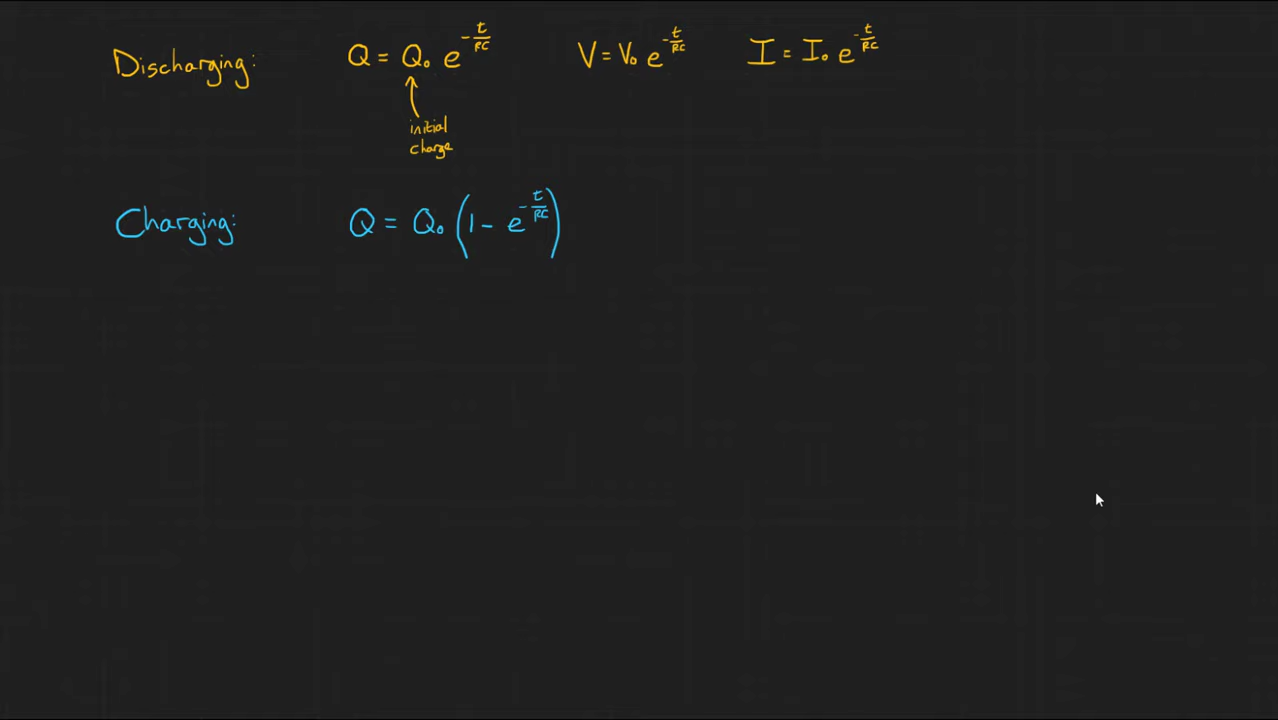 Discharging: Q = Q₀ e^(-t/RC) V = V₀ e^(-t/RC) I = I₀ e^(-t/RC)
initial
charge
Charging: Q = Q₀ (1 - e^(-t/RC))